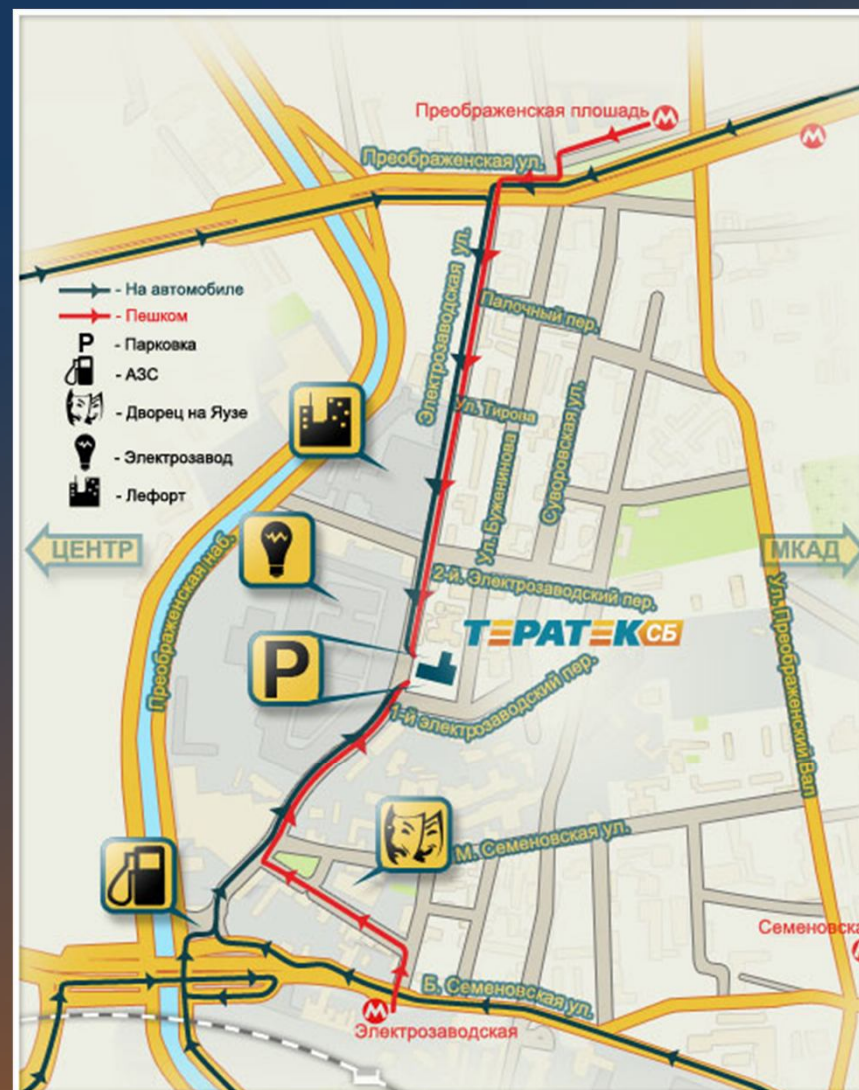 Преображенская плошадь
М
М
Преображенская ул.
Электрозаводская ул.
- На автомобиле
- Пешком
P - Парковка
- АЗС
- Дворец на Яузе
- Электрозавод
- Лефорт
Палочный пер.
Ул. Тирова
Ул. Буженинова
Суворовская ул.
ЦЕНТР
МКАД
Преображенская наб.
2-й. Электрозаводский пер.
ТЕРАТЕК СБ
P
1-й электрозаводский пер.
Ул. Преображенский Вал
М. Семеновская ул.
Семеновска
Б. Семеновская ул.
М
Электрозаводская